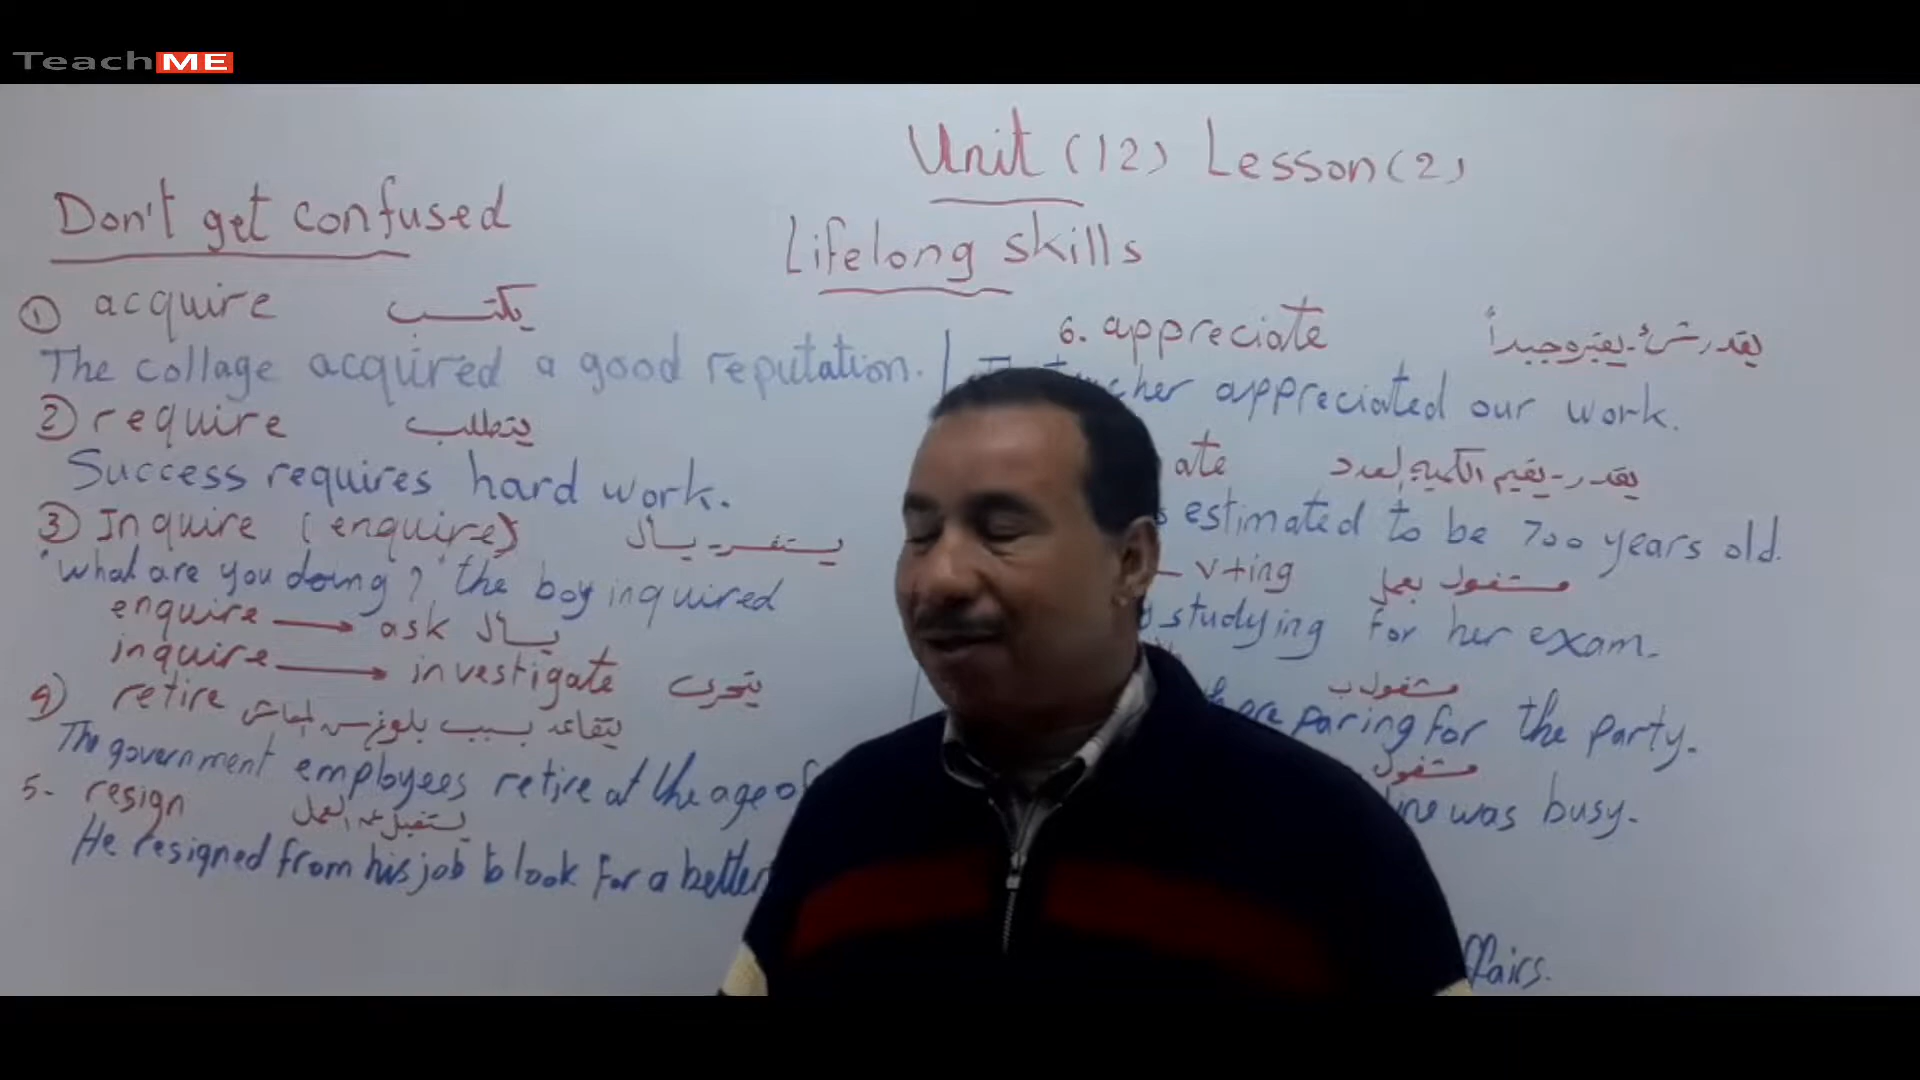 TeachME
Unit (12) Lesson (2)
Lifelong skills
Don't get confused
① acquire يكتسب
The collage acquired a good reputation.
② require يتطلب
Success requires hard work.
③ Inquire (enquire) يستفسر - يسأل
"What are you doing?" the boy inquired
enquire → ask يسأل
inquire → investigate يتحرى
4) retire يتقاعد بسبب بلوغ سن المعاش
The government employees retire at the age of
5. resign يستقيل من العمل
He resigned from his job to look for a better
6. appreciate يقدر شئ - يعتبره جيداً
appreciated our work.
ate يقدر - يقيم الكمية العدد
estimated to be 700 years old.
v+ing مشغول بعمل
studying for her exam.
مشغول ب
preparing for the party.
مشغول
line was busy.
ffairs.